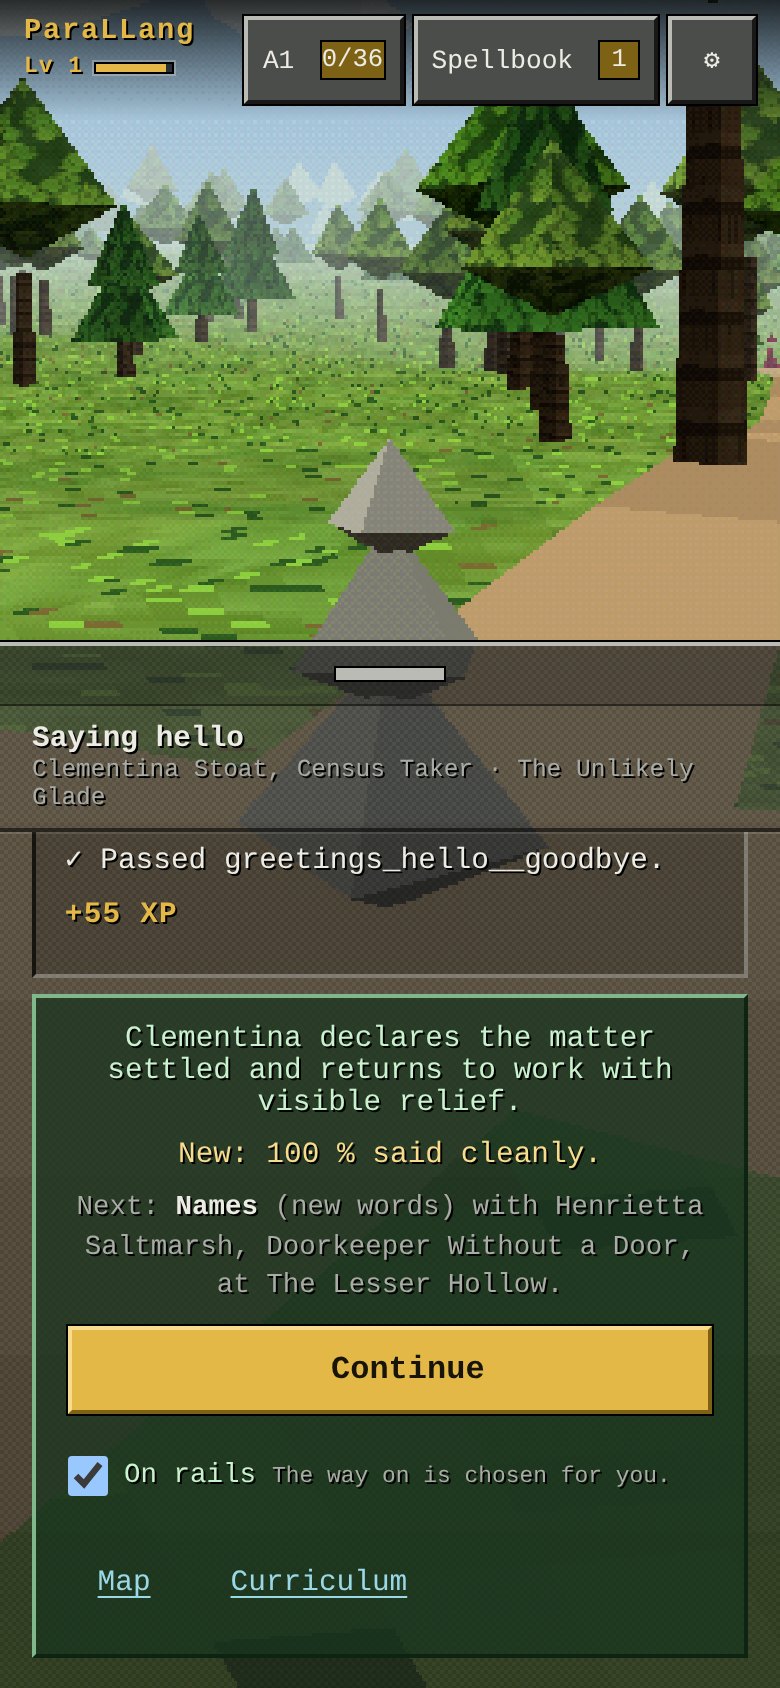 ParaLLang
Lv 1
A1 0/36
Spellbook 1
⚙
Saying hello
Clementina Stoat, Census Taker · The Unlikely
Glade
✓ Passed greetings_hello__goodbye.
+55 XP
Clementina declares the matter
settled and returns to work with
visible relief.
New: 100 % said cleanly.
Next: Names (new words) with Henrietta
Saltmarsh, Doorkeeper Without a Door,
at The Lesser Hollow.
Continue
On rails The way on is chosen for you.
Map Curriculum